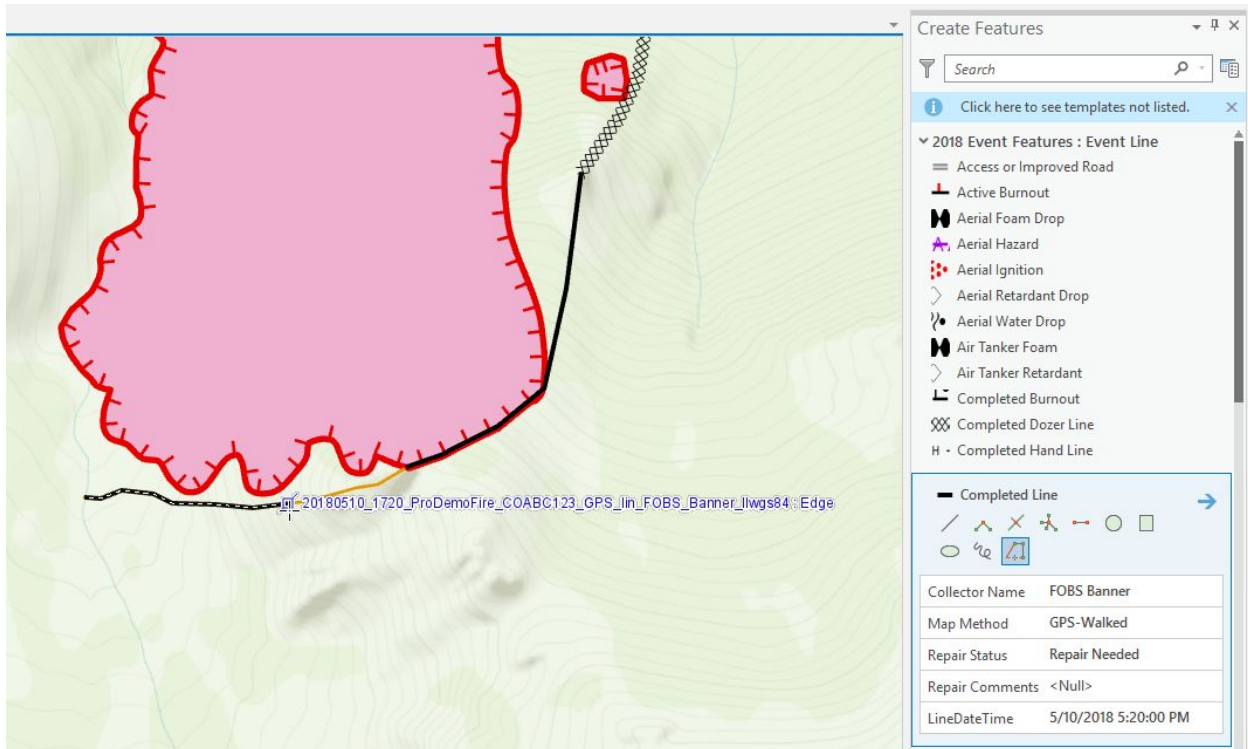 Create Features
Search
Click here to see templates not listed.
2018 Event Features : Event Line
Access or Improved Road
Active Burnout
Aerial Foam Drop
Aerial Hazard
Aerial Ignition
Aerial Retardant Drop
Aerial Water Drop
Air Tanker Foam
Air Tanker Retardant
Completed Burnout
Completed Dozer Line
H - Completed Hand Line
Completed Line
Collector Name FOBS Banner
Map Method GPS-Walked
Repair Status Repair Needed
Repair Comments <Null>
LineDateTime 5/10/2018 5:20:00 PM
_20180510_1720_ProDemoFire_COABC123_GPS_lin_FOBS_Banner_llwgs84 : Edge